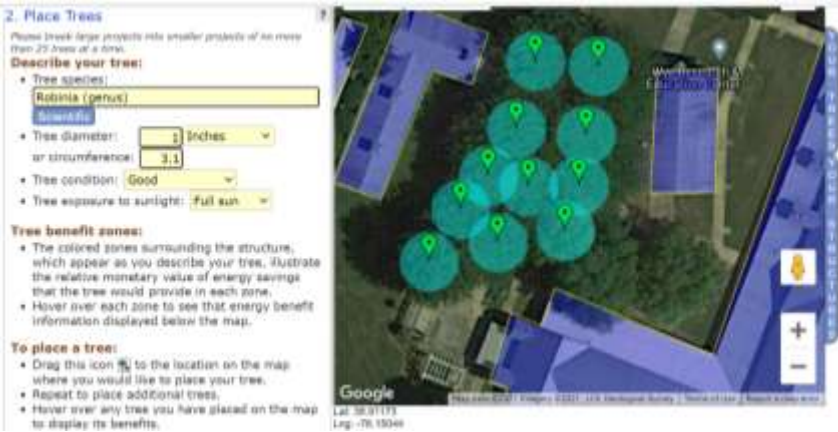 2. Place Trees
?
Please break large projects into smaller projects of no more
than 25 trees at a time.
Describe your tree:
• Tree species:
Robinia (genus)
Scientific
• Tree diameter: 1 Inches
or circumference: 3.1
• Tree condition: Good
• Tree exposure to sunlight: Full sun
Tree benefit zones:
• The colored zones surrounding the structure,
which appear as you describe your tree, illustrate
the relative monetary value of energy savings
that the tree would provide in each zone.
• Hover over each zone to see that energy benefit
information displayed below the map.
To place a tree:
• Drag this icon to the location on the map
where you would like to place your tree.
• Repeat to place additional trees.
• Hover over any tree you have placed on the map
to display its benefits.
+
−
Google
Terms of Use
Report a map error